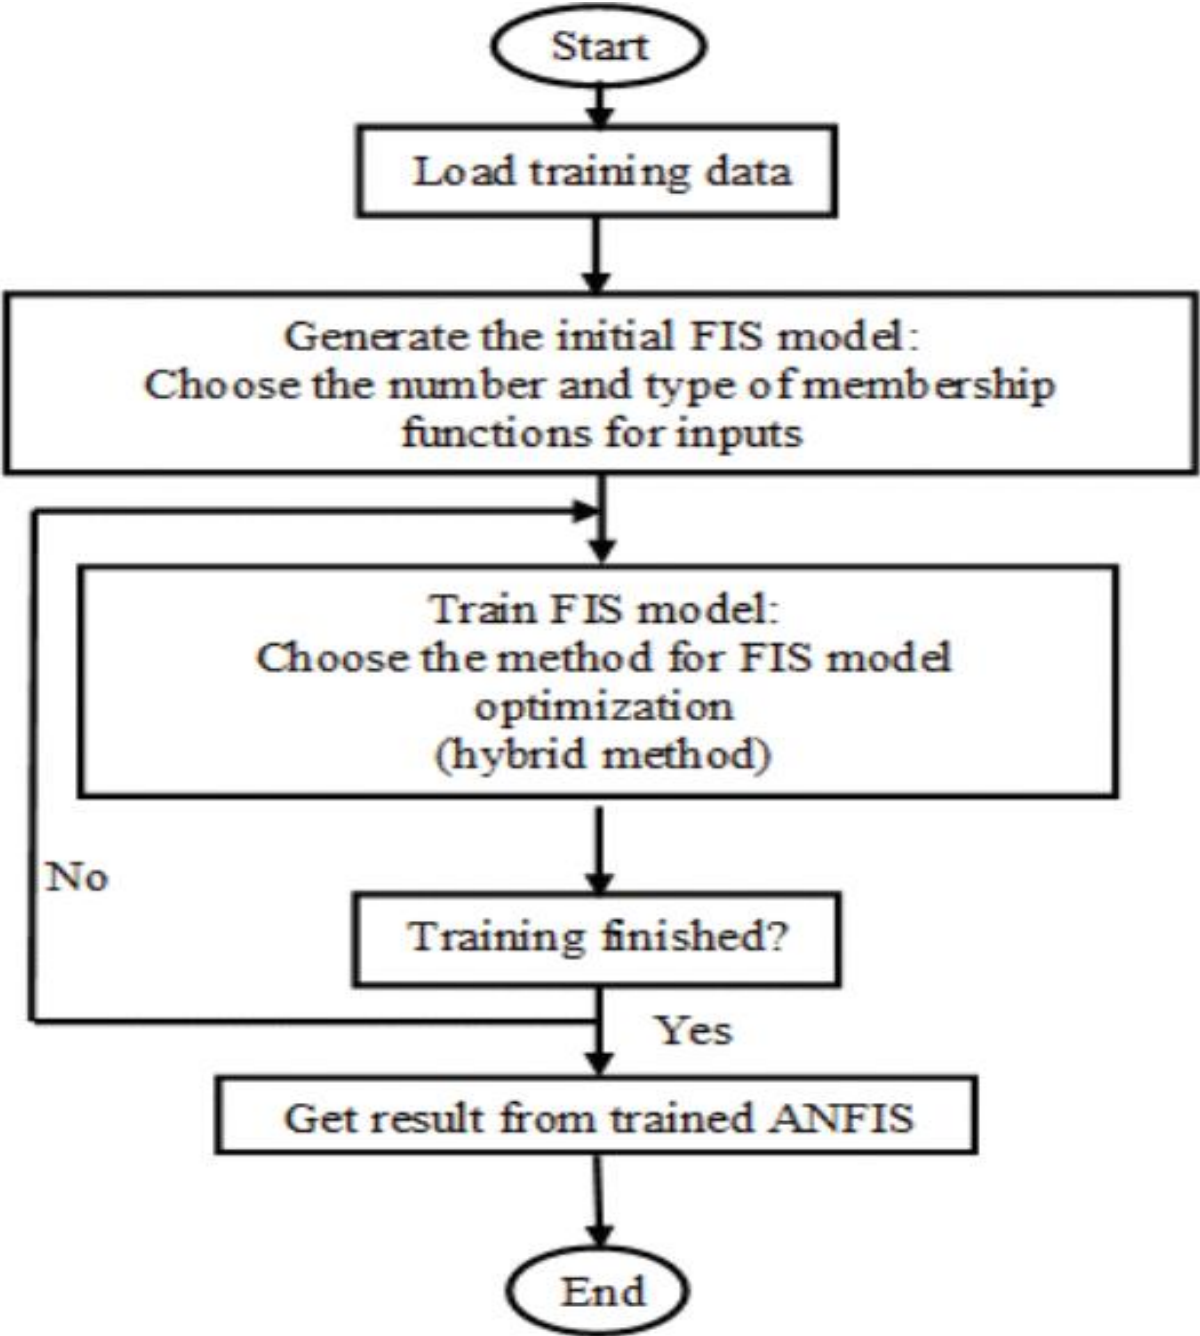 Start
Load training data
Generate the initial FIS model:
Choose the number and type of membership
functions for inputs
Train FIS model:
Choose the method for FIS model
optimization
(hybrid method)
No
Training finished?
Yes
Get result from trained ANFIS
End